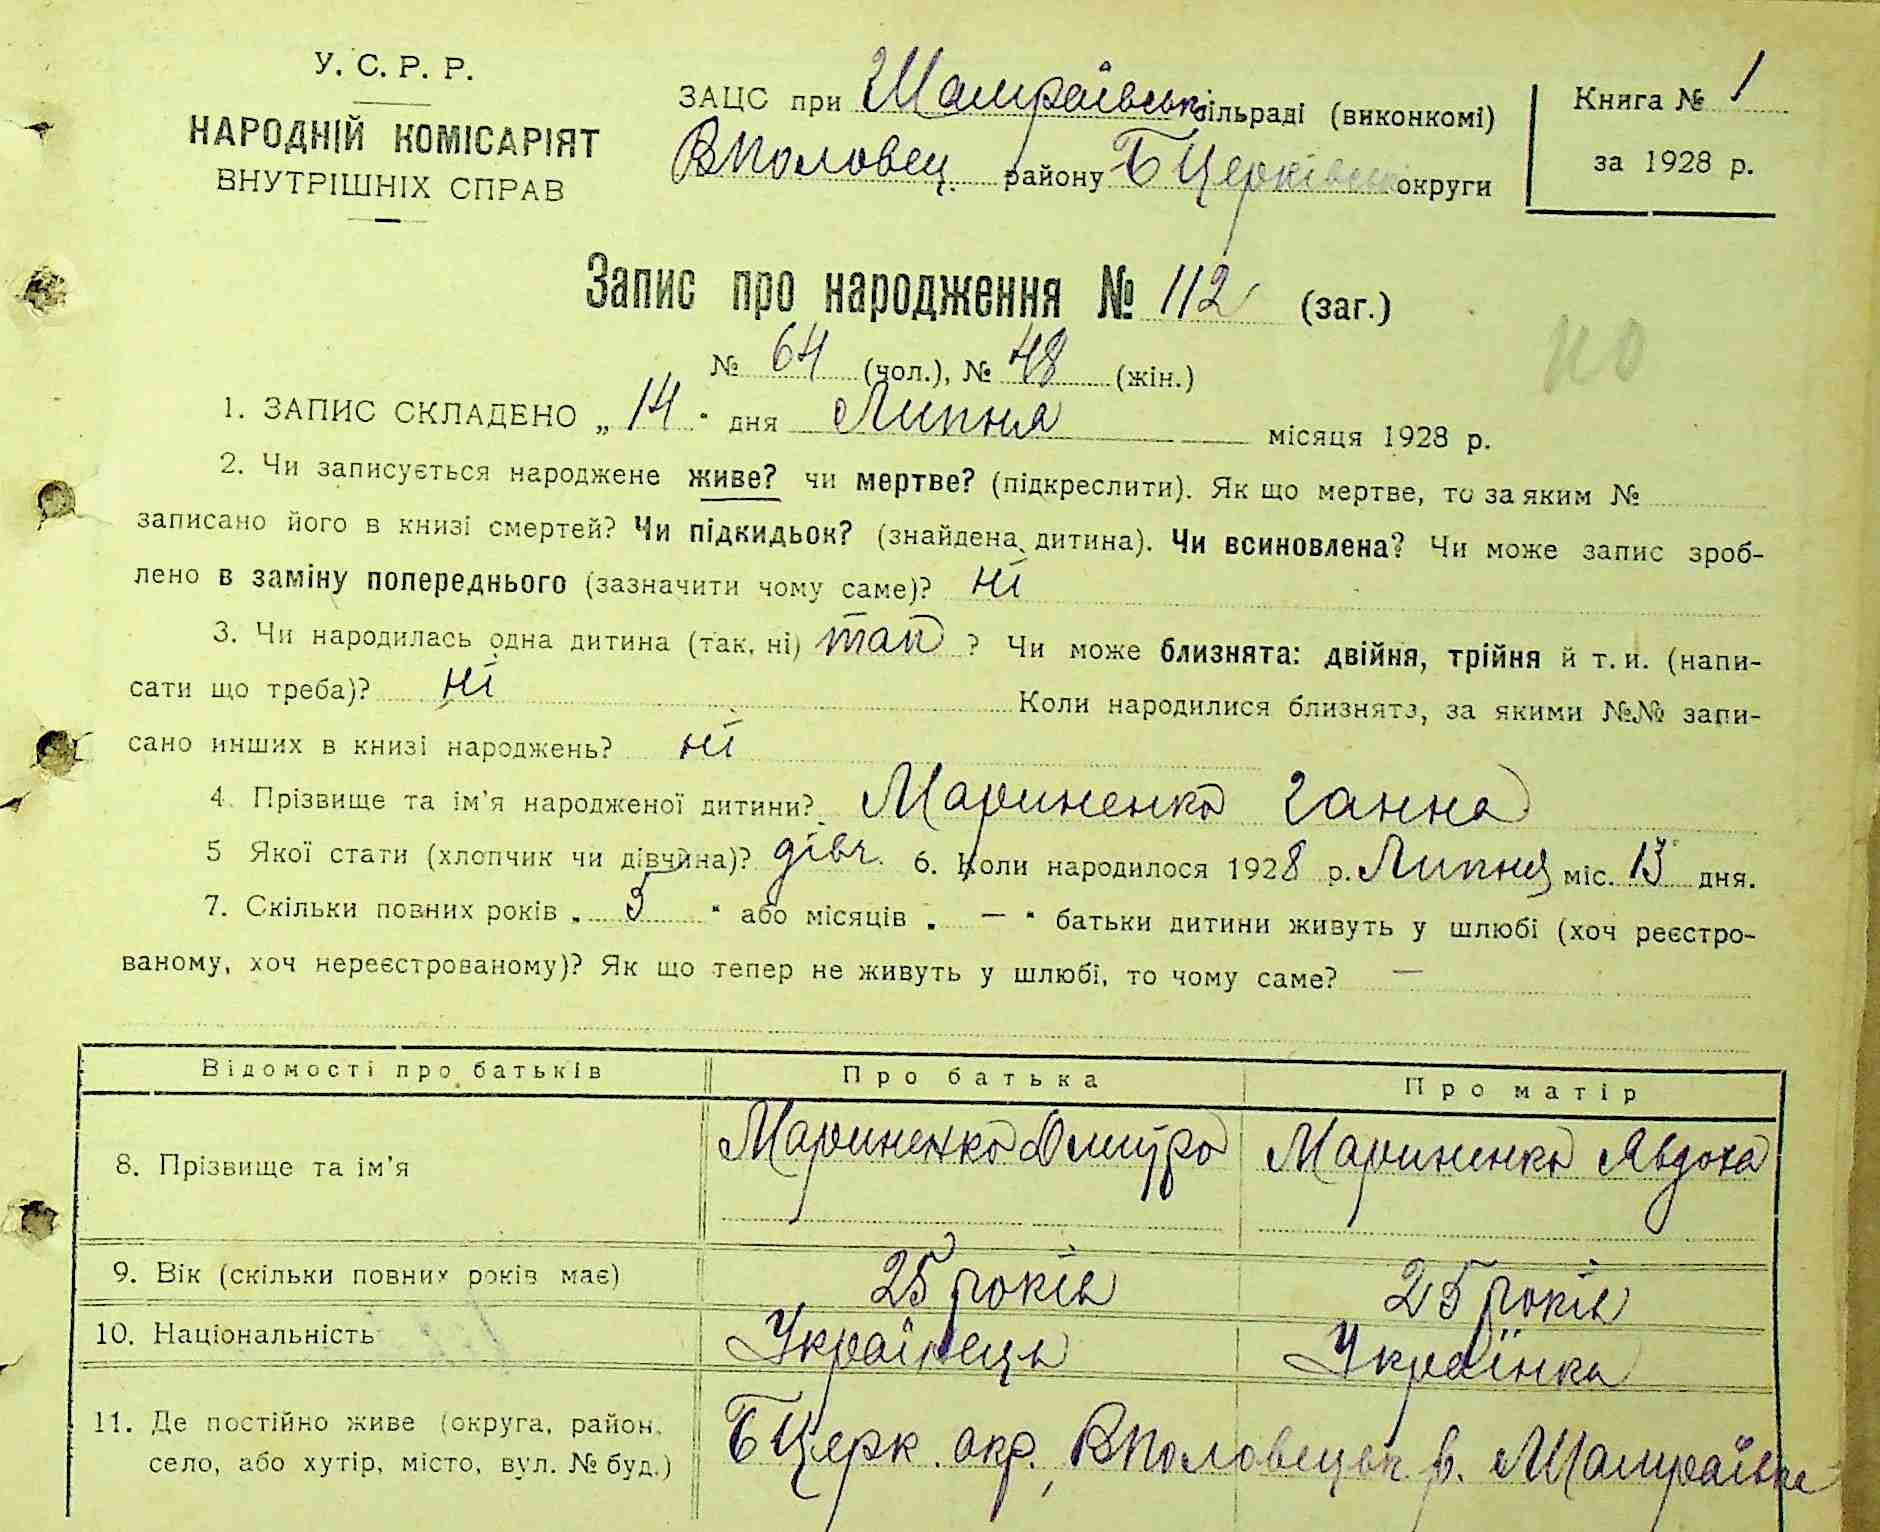 У. С. Р. Р.
НАРОДНІЙ КОМІСАРІЯТ
ВНУТРІШНІХ СПРАВ
ЗАЦС при Шамраївськ сільраді (виконкомі)
ВПоловец. району БЦерківськ округи
Книга № 1
за 1928 р.
Запис про народження № 112 (заг.)
№ 64 (чол.), № 48 (жін.)
1. ЗАПИС СКЛАДЕНО „14“ дня Липня місяця 1928 р.
2. Чи записується народжене живе? чи мертве? (підкреслити). Як що мертве, то за яким №
записано його в книзі смертей? Чи підкидьок? (знайдена дитина). Чи всиновлена? Чи може запис зроб-
лено в заміну попереднього (зазначити чому саме)? ні
3. Чи народилась одна дитина (так, ні) так ? Чи може близнята: двійня, трійня й т. и. (напи-
сати що треба)? ні Коли народилися близнята, за якими №№ запи-
сано инших в книзі народжень? ні
4. Прізвище та ім'я народженої дитини? Мариненко Ганна
5 Якої стати (хлопчик чи дівчина)? дівч. 6. Коли народилося 1928 р. Липня міс. 13 дня.
7. Скільки повних років „ 5 “ або місяців „ — “ батьки дитини живуть у шлюбі (хоч реєстро-
ваному, хоч нереєстрованому)? Як що тепер не живуть у шлюбі, то чому саме? —
Відомості про батьків Про батька Про матір
8. Прізвище та ім'я Мариненко Дмитро Мариненко Явдоха
9. Вік (скільки повних років має) 25 років 25 років
10. Національність Українець Українка
11. Де постійно живе (округа, район,
село, або хутір, місто, вул. № буд.)
БЦерк. окр., ВПоловецьк р.